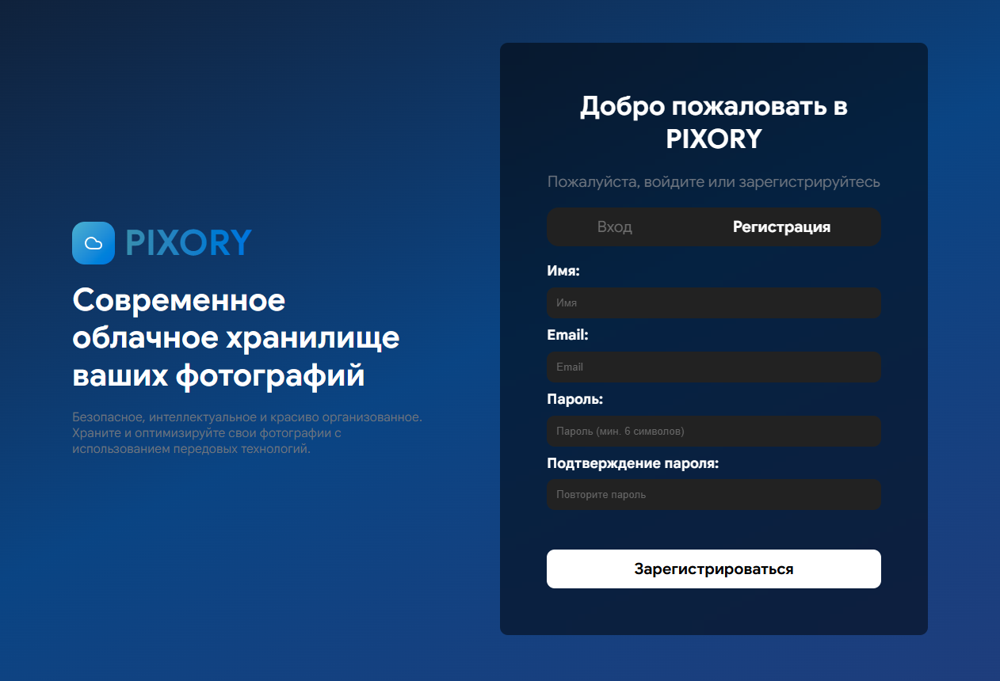 PIXORY
Современное
облачное хранилище
ваших фотографий
Безопасное, интеллектуальное и красиво организованное.
Храните и оптимизируйте свои фотографии с
использованием передовых технологий.
Добро пожаловать в
PIXORY
Пожалуйста, войдите или зарегистрируйтесь
Вход Регистрация
Имя:
Имя
Email:
Email
Пароль:
Пароль (мин. 6 символов)
Подтверждение пароля:
Повторите пароль
Зарегистрироваться